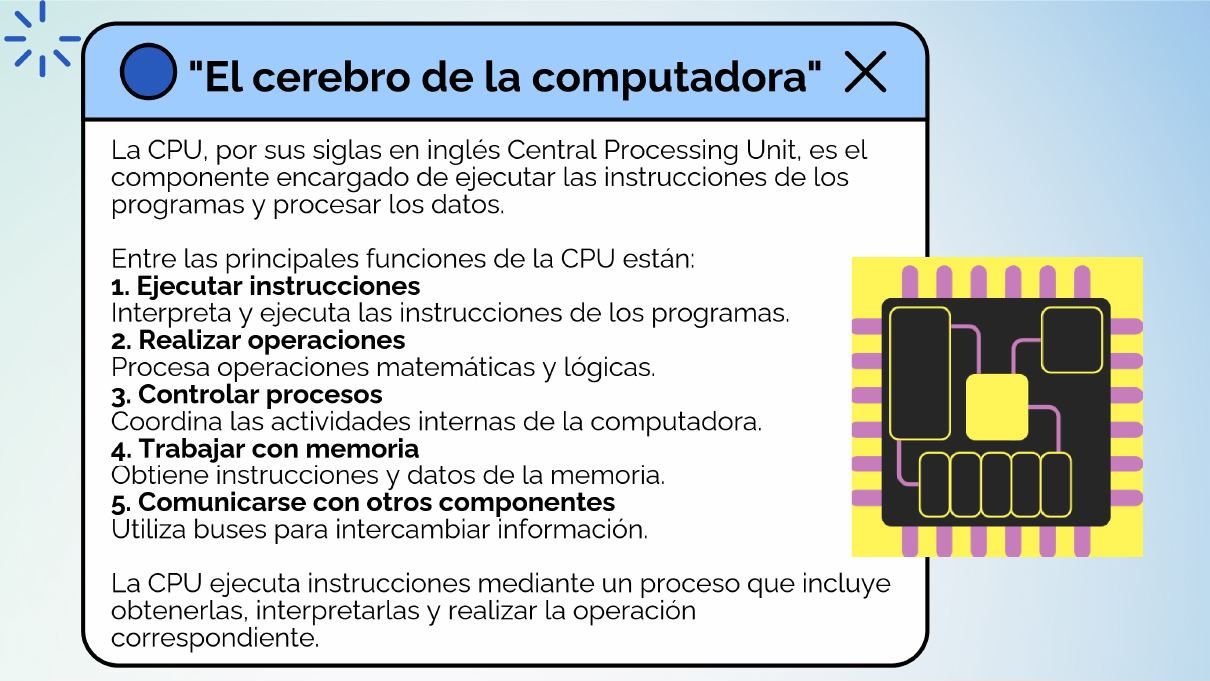 "El cerebro de la computadora"
La CPU, por sus siglas en inglés Central Processing Unit, es el
componente encargado de ejecutar las instrucciones de los
programas y procesar los datos.
Entre las principales funciones de la CPU están:
1. Ejecutar instrucciones
Interpreta y ejecuta las instrucciones de los programas.
2. Realizar operaciones
Procesa operaciones matemáticas y lógicas.
3. Controlar procesos
Coordina las actividades internas de la computadora.
4. Trabajar con memoria
Obtiene instrucciones y datos de la memoria.
5. Comunicarse con otros componentes
Utiliza buses para intercambiar información.
La CPU ejecuta instrucciones mediante un proceso que incluye
obtenerlas, interpretarlas y realizar la operación
correspondiente.